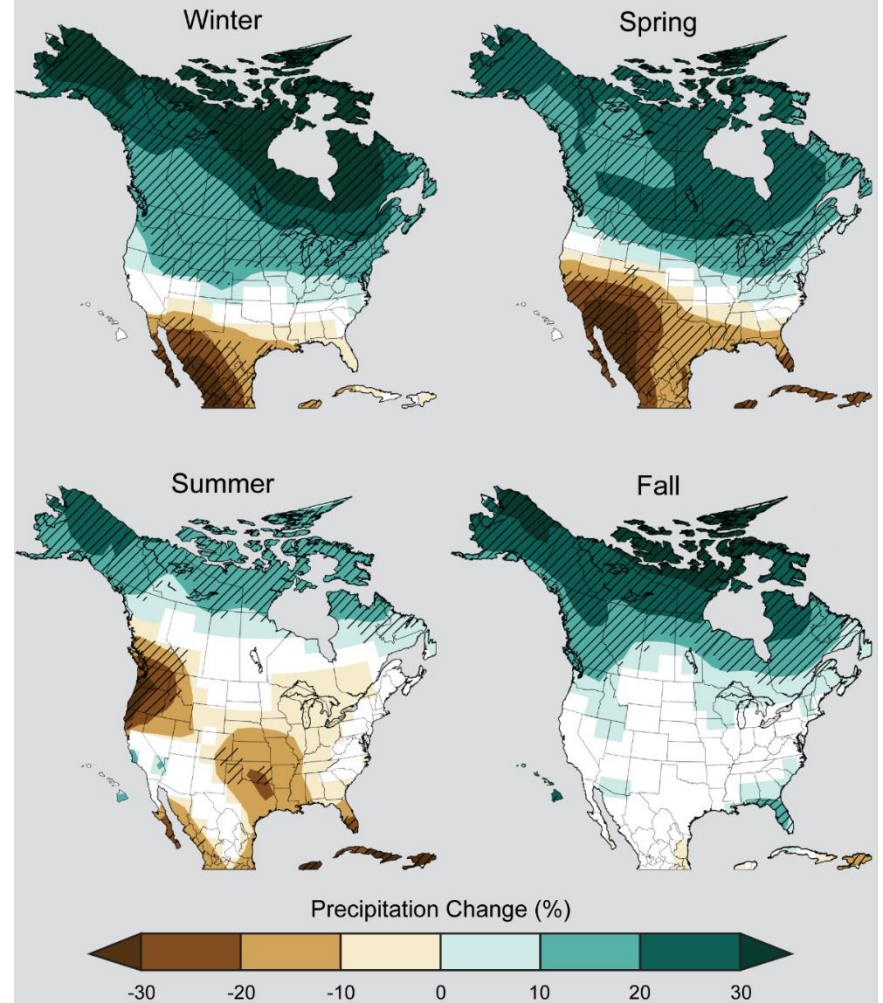 Winter
Spring
Summer
Fall
Precipitation Change (%)
-30 -20 -10 0 10 20 30